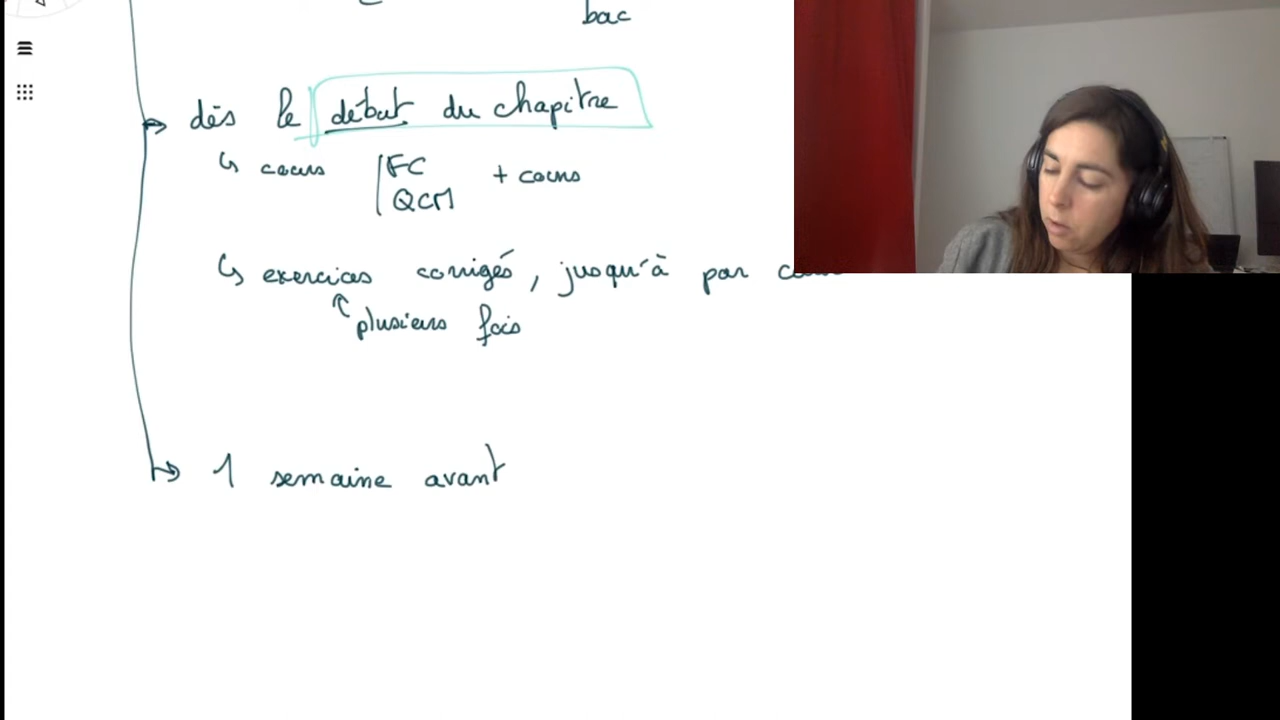 bac
dès le début du chapitre
↳ cours | FC + cours
QCM
↳ exercices corrigés, jusqu'à par
plusieurs fois
1 semaine avant